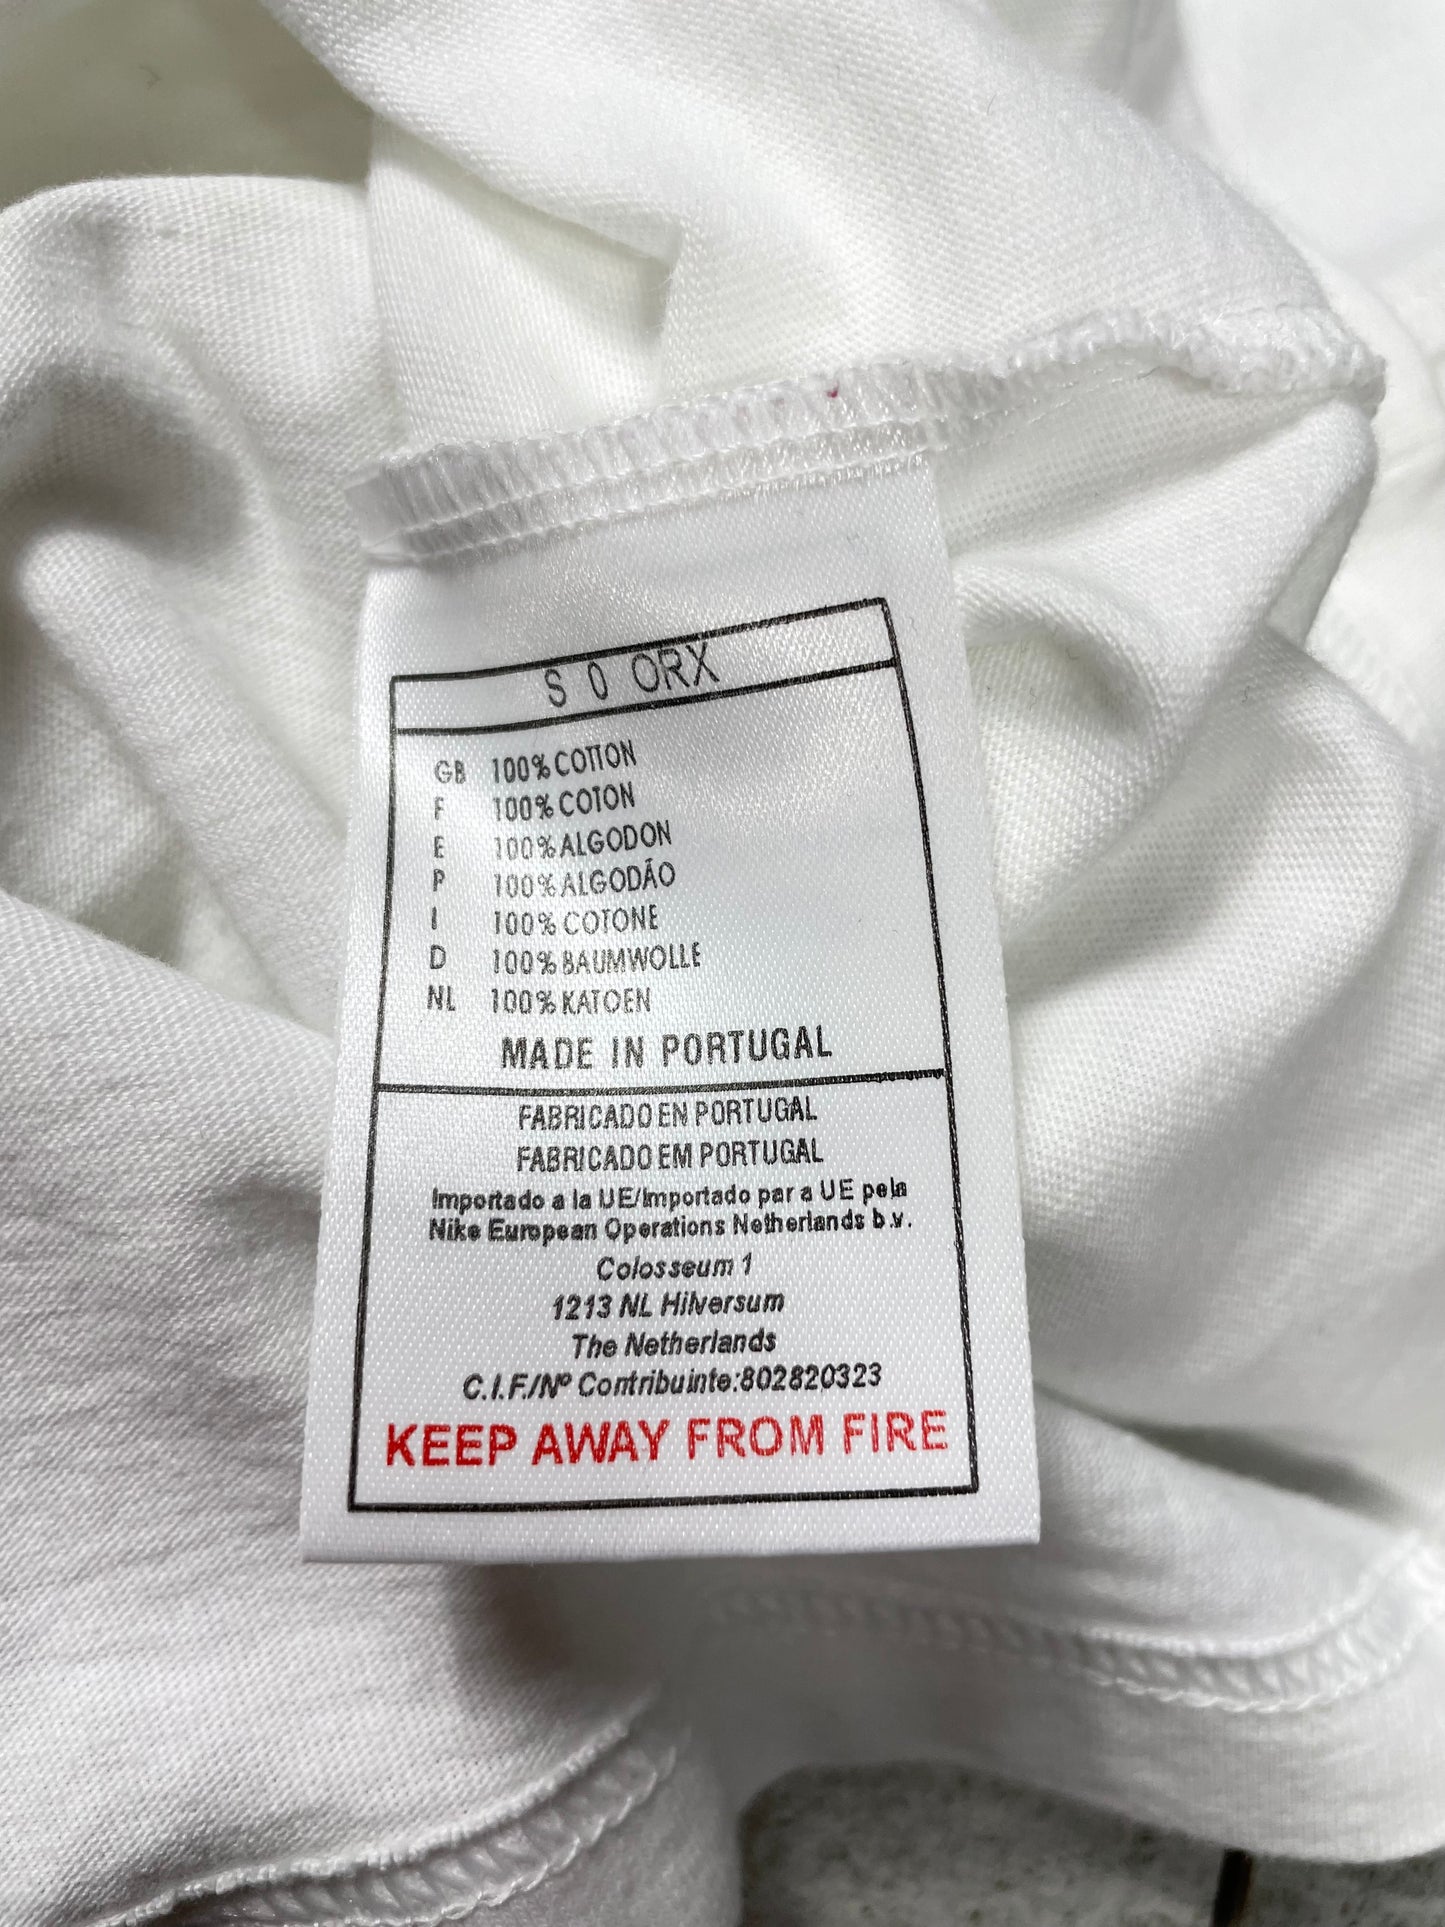 S 0 ORX
GB 100% COTTON
F 100% COTON
E 100% ALGODON
P 100% ALGODÃO
I 100% COTONE
D 100% BAUMWOLLE
NL 100% KATOEN
MADE IN PORTUGAL
FABRICADO EN PORTUGAL
FABRICADO EM PORTUGAL
Importado a la UE/Importado par a UE pela
Nike European Operations Netherlands b.v.
Colosseum 1
1213 NL Hilversum
The Netherlands
C.I.F./Nº Contribuinte:802820323
KEEP AWAY FROM FIRE